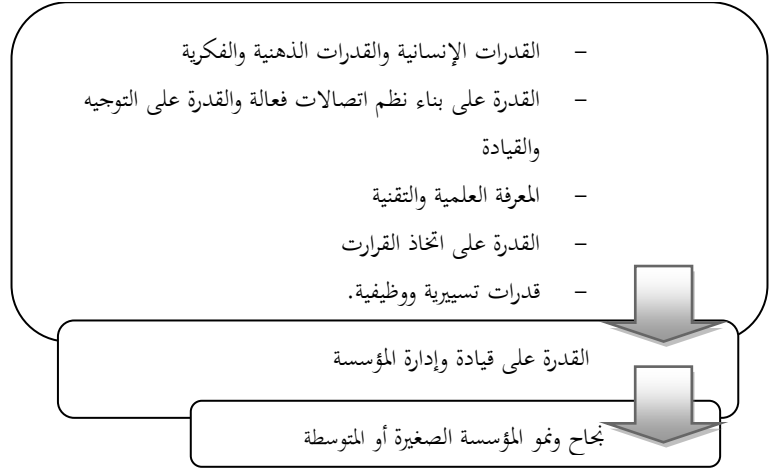 – القدرات الإنسانية والقدرات الذهنية والفكرية
– القدرة على بناء نظم اتصالات فعالة والقدرة على التوجيه
والقيادة
– المعرفة العلمية والتقنية
– القدرة على اتخاذ القرارت
– قدرات تسييرية ووظيفية.
القدرة على قيادة وإدارة المؤسسة
نجاح ونمو المؤسسة الصغيرة أو المتوسطة